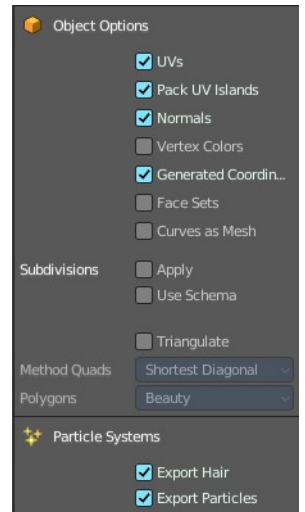 Object Options
UVs
Pack UV Islands
Normals
Vertex Colors
Generated Coordin...
Face Sets
Curves as Mesh
Subdivisions Apply
Use Schema
Triangulate
Method Quads Shortest Diagonal
Polygons Beauty
Particle Systems
Export Hair
Export Particles